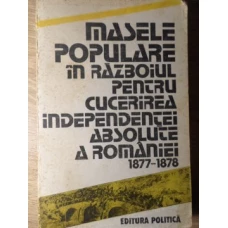 MASELE
POPULARE
ÎN RĂZBOIUL
PENTRU
CUCERIREA
INDEPENDENȚEI
ABSOLUTE
A ROMÂNIEI
1877-1878
EDITURA POLITICĂ